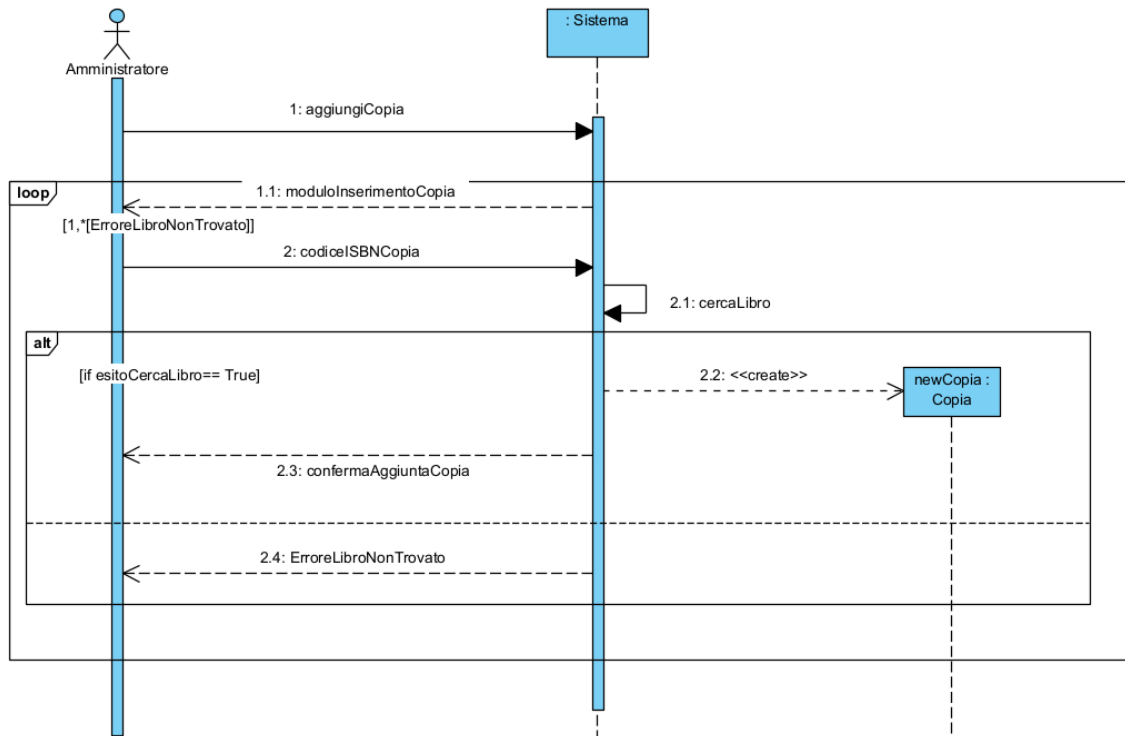 : Sistema
Amministratore
1: aggiungiCopia
loop
1.1: moduloInserimentoCopia
[1,*[ErroreLibroNonTrovato]]
2: codiceISBNCopia
2.1: cercaLibro
alt
[if esitoCercaLibro== True]
2.2: <<create>>
newCopia :
Copia
2.3: confermaAggiuntaCopia
2.4: ErroreLibroNonTrovato